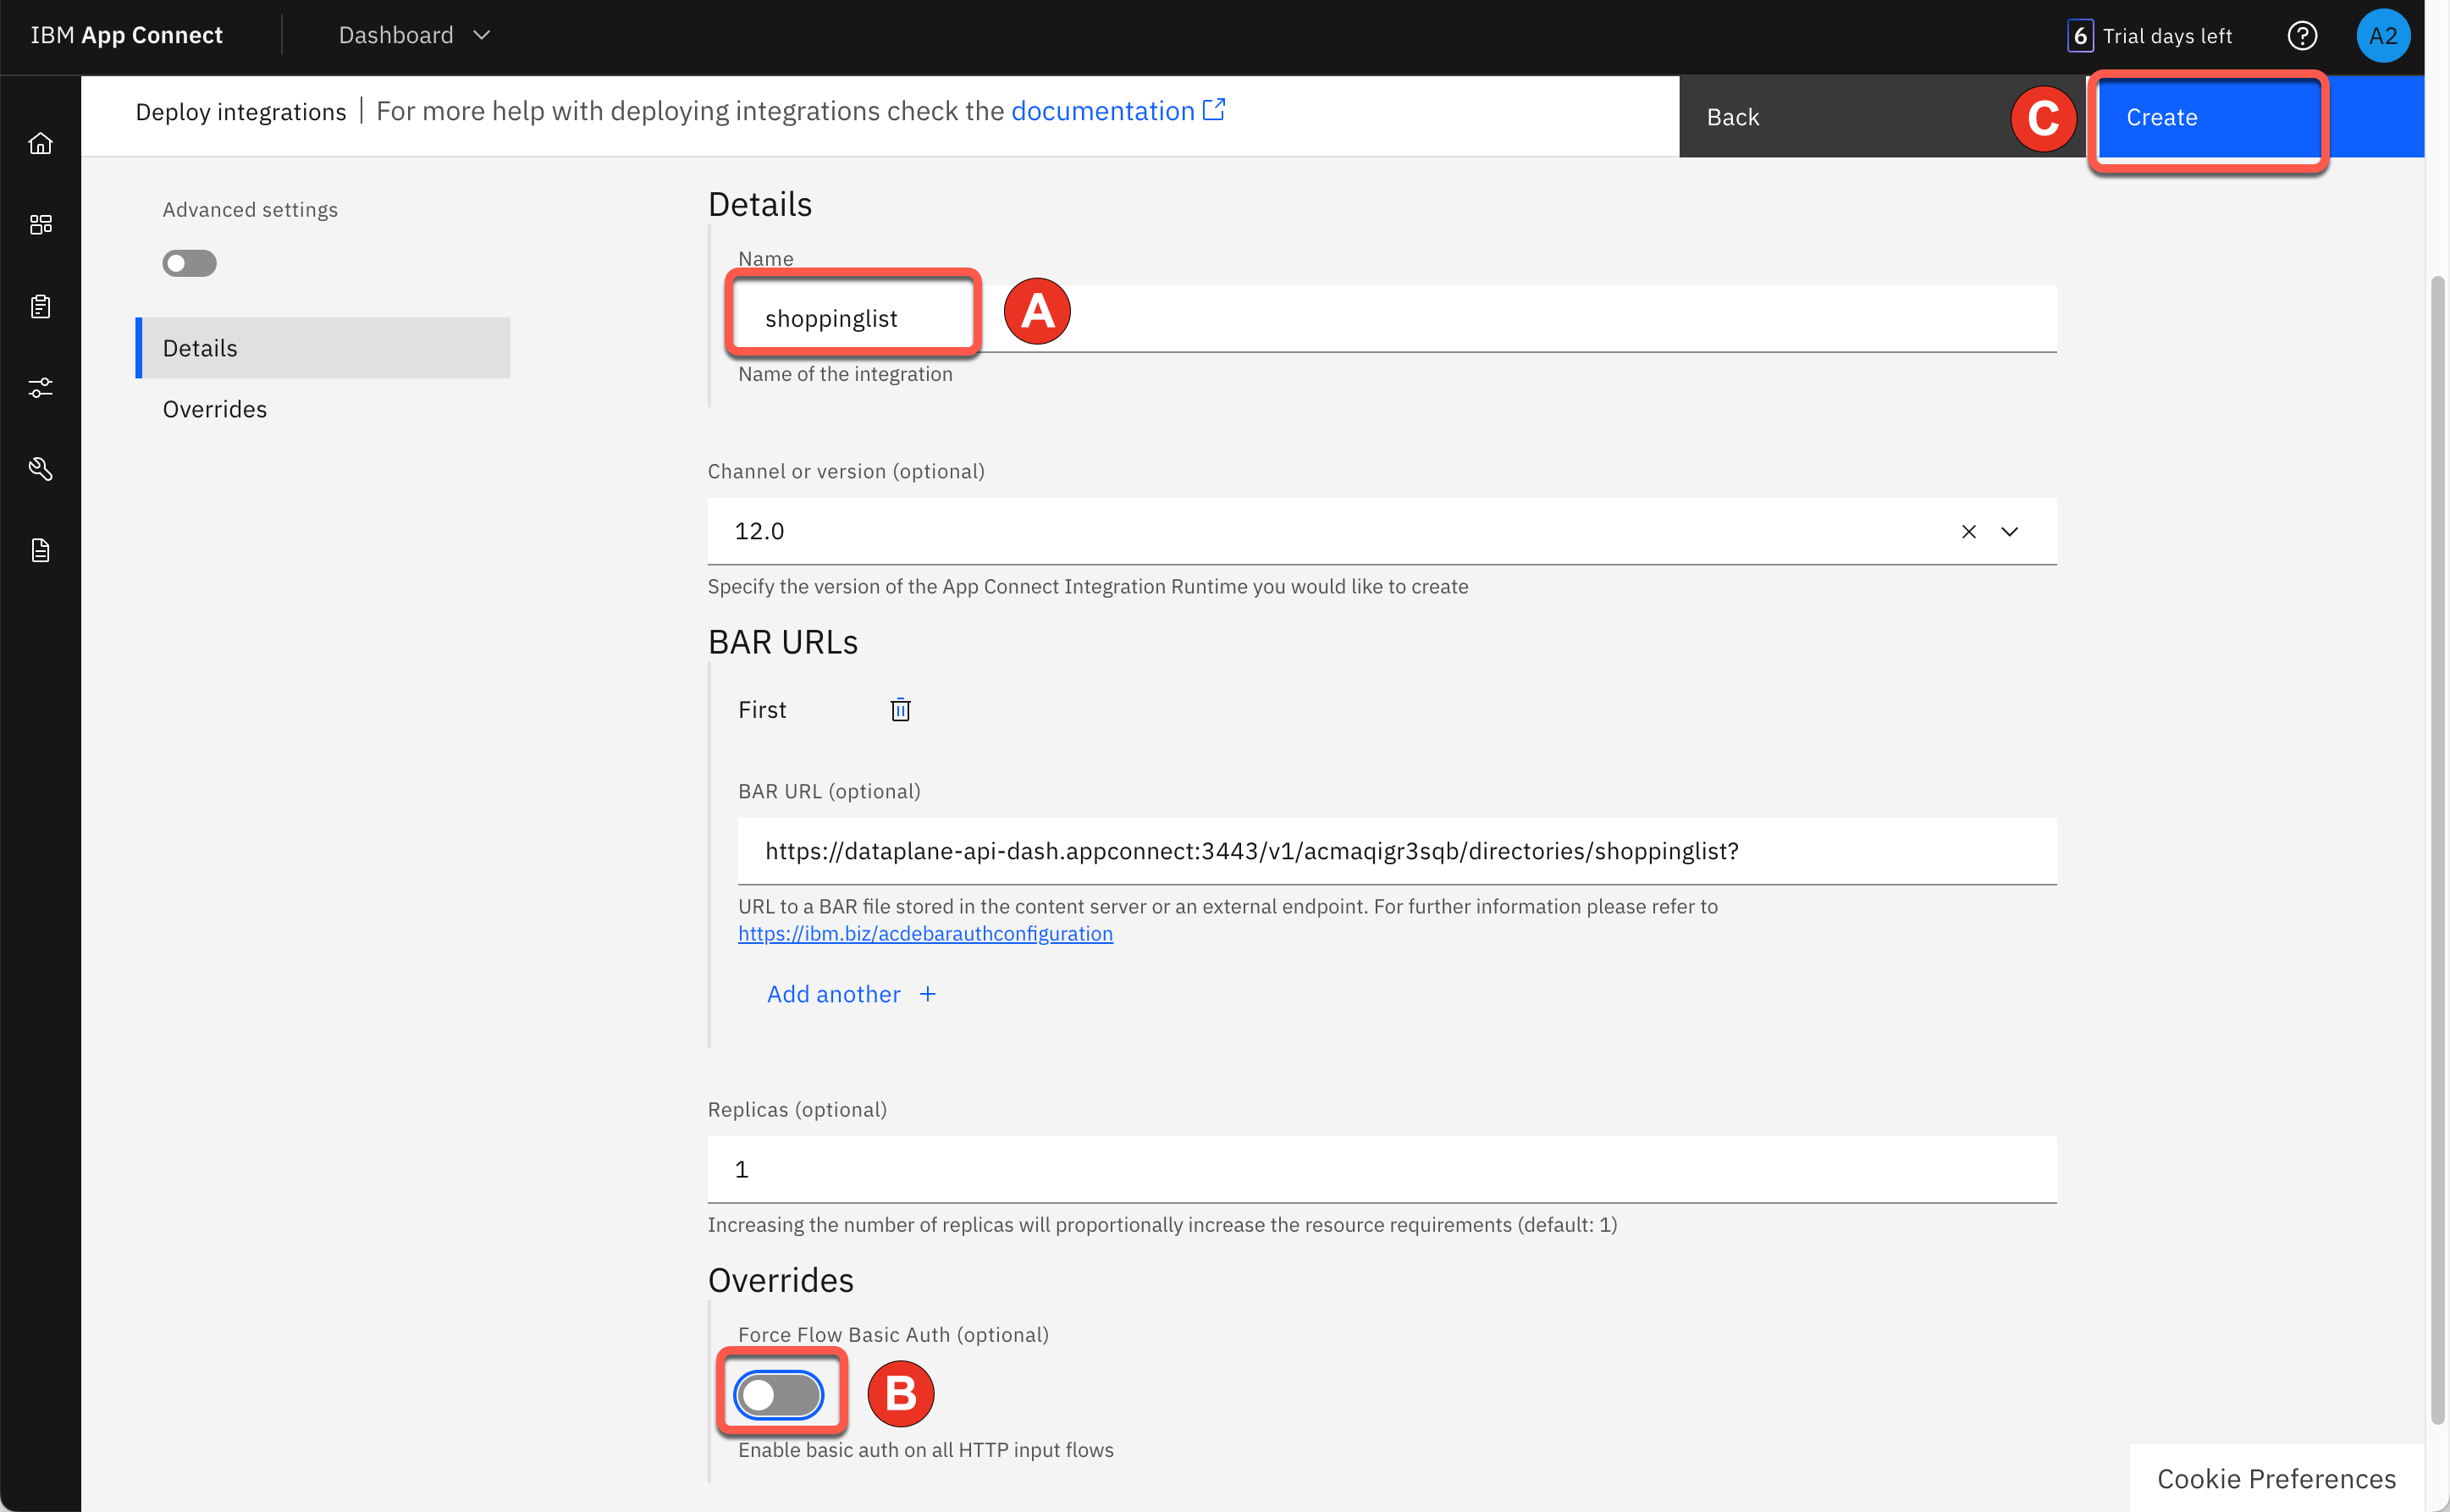 IBM App Connect
Dashboard
6 Trial days left
A2
Deploy integrations
For more help with deploying integrations check the documentation
Back
C
Create
Advanced settings
Details
Overrides
Details
Name
shoppinglist
A
Name of the integration
Channel or version (optional)
12.0
Specify the version of the App Connect Integration Runtime you would like to create
BAR URLs
First
BAR URL (optional)
https://dataplane-api-dash.appconnect:3443/v1/acmaqigr3sqb/directories/shoppinglist?
URL to a BAR file stored in the content server or an external endpoint. For further information please refer to
https://ibm.biz/acdebarauthconfiguration
Add another +
Replicas (optional)
1
Increasing the number of replicas will proportionally increase the resource requirements (default: 1)
Overrides
Force Flow Basic Auth (optional)
B
Enable basic auth on all HTTP input flows
Cookie Preferences